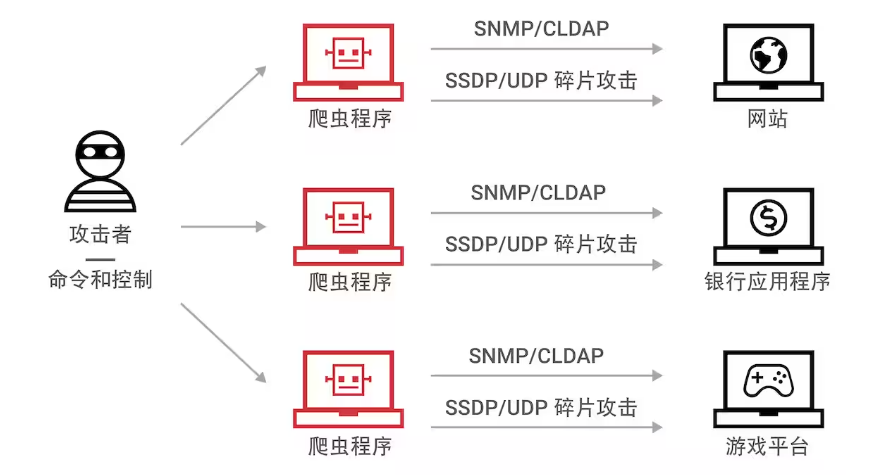 SNMP/CLDAP
SSDP/UDP 碎片攻击
爬虫程序
网站
攻击者
命令和控制
SNMP/CLDAP
SSDP/UDP 碎片攻击
爬虫程序
银行应用程序
SNMP/CLDAP
SSDP/UDP 碎片攻击
爬虫程序
游戏平台